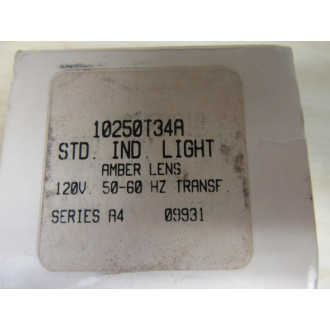 10250T34A
STD. IND. LIGHT
AMBER LENS
120V. 50-60 HZ TRANSF
SERIES A4 09931